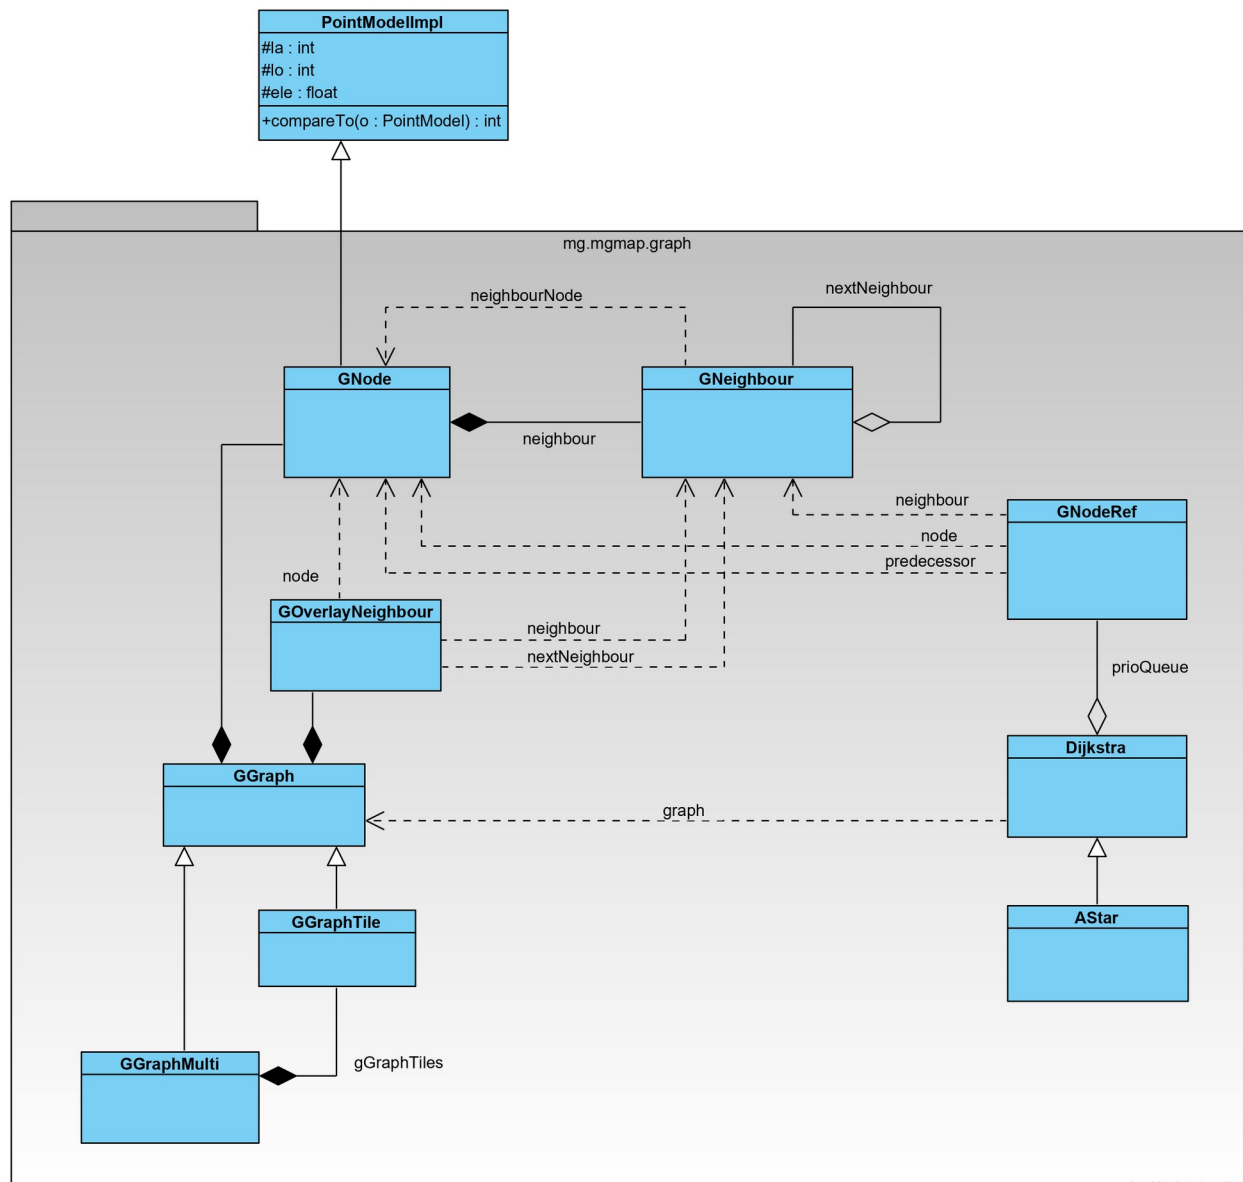 PointModelImpl
#la : int
#lo : int
#ele : float
+compareTo(o : PointModel) : int
mg.mgmap.graph
neighbourNode
nextNeighbour
GNode
GNeighbour
neighbour
neighbour
GNodeRef
node
predecessor
node
GOverlayNeighbour
neighbour
nextNeighbour
prioQueue
Dijkstra
GGraph
graph
GGraphTile
AStar
GGraphMulti
gGraphTiles